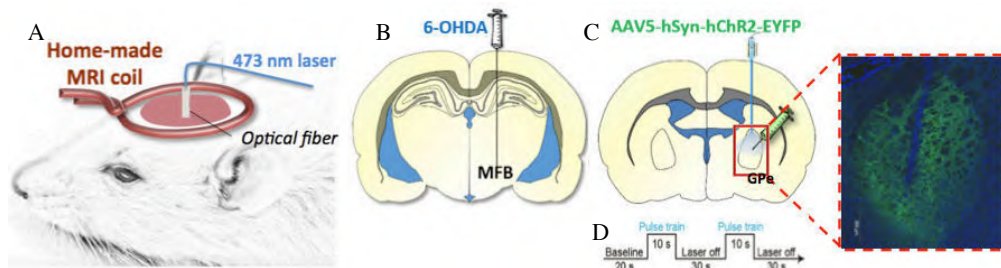 A
Home-made
MRI coil
473 nm laser
Optical fiber
B
6-OHDA
MFB
C
AAV5-hSyn-hChR2-EYFP
GPe
D
Pulse train
Pulse train
10 s
10 s
Baseline
Laser off
Laser off
20 s
30 s
30 s